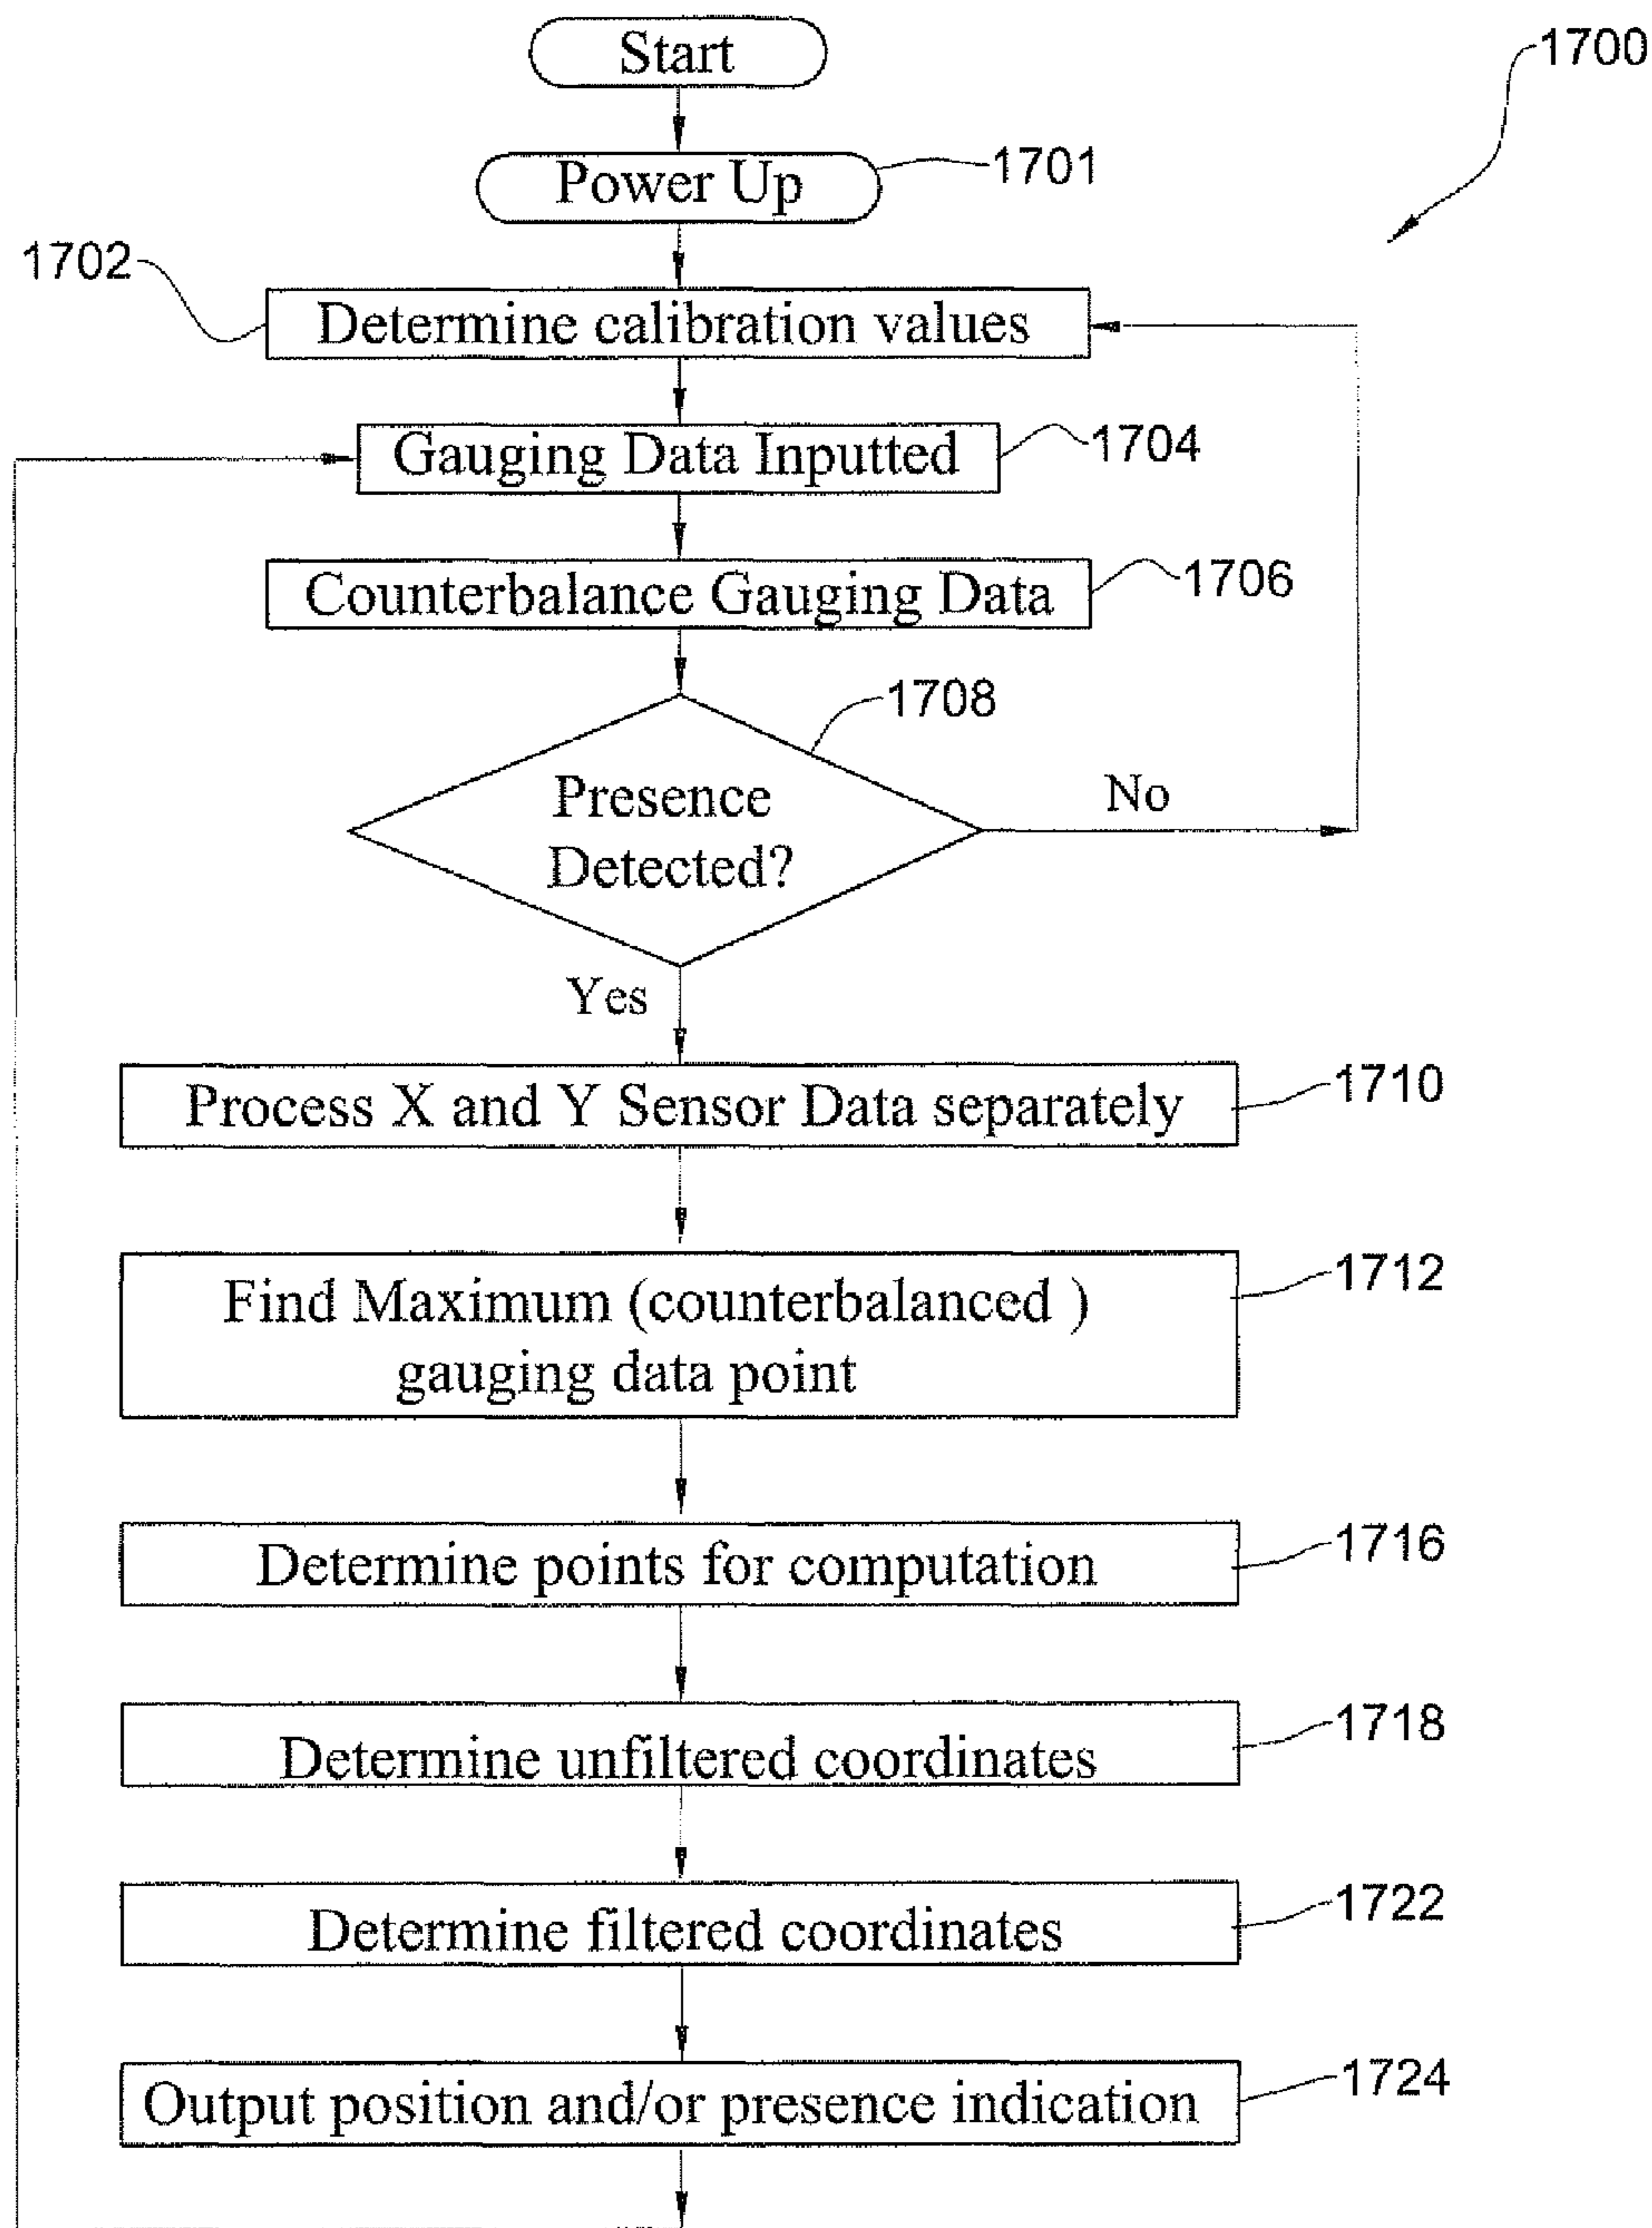 Start
1700
Power Up
1701
1702
Determine calibration values
Gauging Data Inputted
1704
Counterbalance Gauging Data
1706
1708
Presence
Detected?
No
Yes
Process X and Y Sensor Data separately
1710
Find Maximum (counterbalanced )
gauging data point
1712
Determine points for computation
1716
Determine unfiltered coordinates
1718
Determine filtered coordinates
1722
Output position and/or presence indication
1724